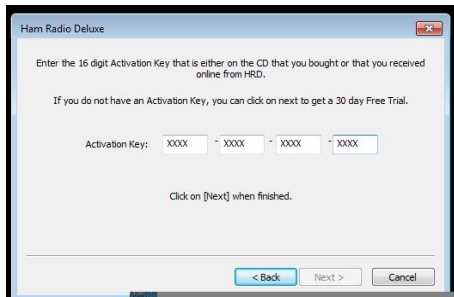 Ham Radio Deluxe
Enter the 16 digit Activation Key that is either on the CD that you bought or that you received
online from HRD.
If you do not have an Activation Key, you can click on next to get a 30 day Free Trial.
Activation Key: XXXX - XXXX - XXXX - XXXX
Click on [Next] when finished.
< Back Next > Cancel